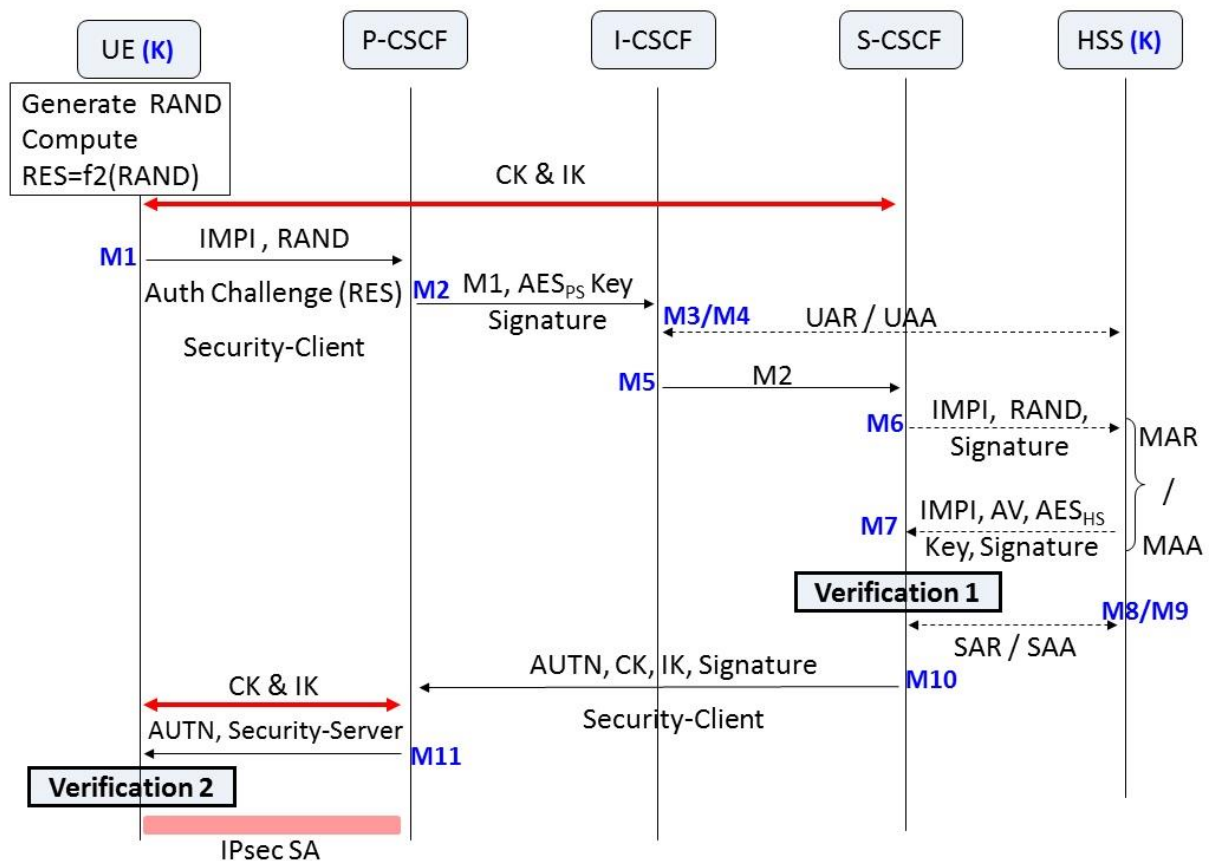 UE (K)
P-CSCF
I-CSCF
S-CSCF
HSS (K)
Generate RAND
Compute
RES=f2(RAND)
CK & IK
M1
IMPI , RAND
Auth Challenge (RES)
Security-Client
M2
M1, AESPS Key
Signature
M3/M4
UAR / UAA
M5
M2
M6
IMPI, RAND,
Signature
MAR
/
MAA
M7
IMPI, AV, AESHS
Key, Signature
Verification 1
M8/M9
SAR / SAA
AUTN, CK, IK, Signature
M10
Security-Client
CK & IK
AUTN, Security-Server
M11
Verification 2
IPsec SA